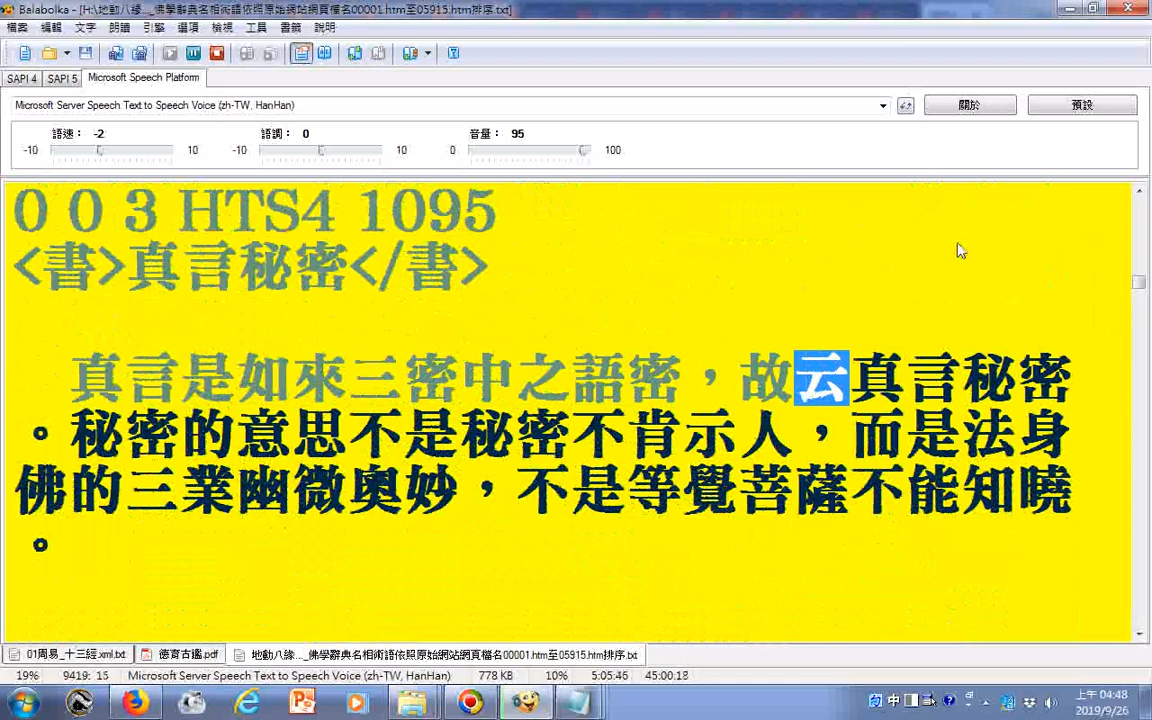 Balabolka - [H:\地動八緣..._佛學辭典名相術語依照原始網站網頁檔名00001.htm至05915.htm排序.txt]
檔案 編輯 文字 朗讀 引擎 選項 檢視 工具 書籤 說明
SAPI 4 SAPI 5 Microsoft Speech Platform
Microsoft Server Speech Text to Speech Voice (zh-TW, HanHan) 關於 預設
語速： -2 語調： 0 音量： 95
-10 10 -10 10 0 100
0 0 3 HTS4 1095
<書>真言秘密</書>
真言是如來三密中之語密，故云真言秘密
。秘密的意思不是秘密不肯示人，而是法身
佛的三業幽微奧妙，不是等覺菩薩不能知曉
。
01周易_十三經.xml.txt 德育古鑑.pdf 地動八緣..._佛學辭典名相術語依照原始網站網頁檔名00001.htm至05915.htm排序.txt
19% 9419: 15 Microsoft Server Speech Text to Speech Voice (zh-TW, HanHan) 778 KB 10% 5:05:46 45:00:18
中 上午 04:48
2019/9/26